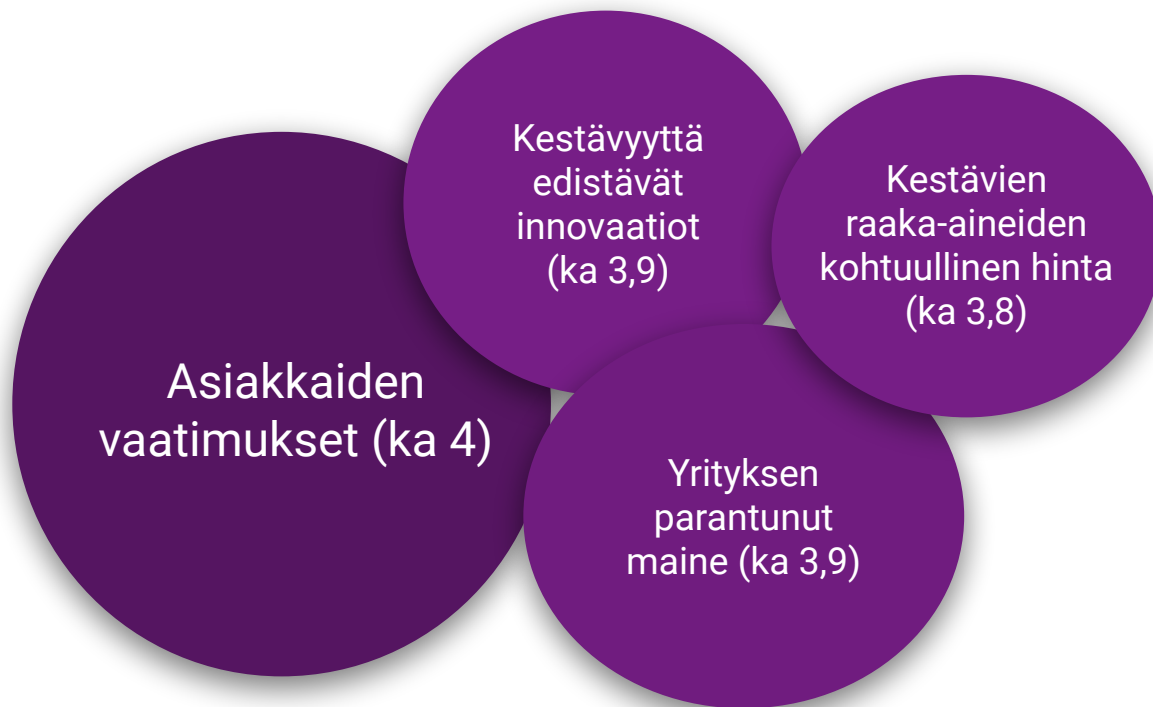 Asiakkaiden
vaatimukset (ka 4)
Kestävyyttä
edistävät
innovaatiot
(ka 3,9)
Kestävien
raaka-aineiden
kohtuullinen hinta
(ka 3,8)
Yrityksen
parantunut
maine (ka 3,9)